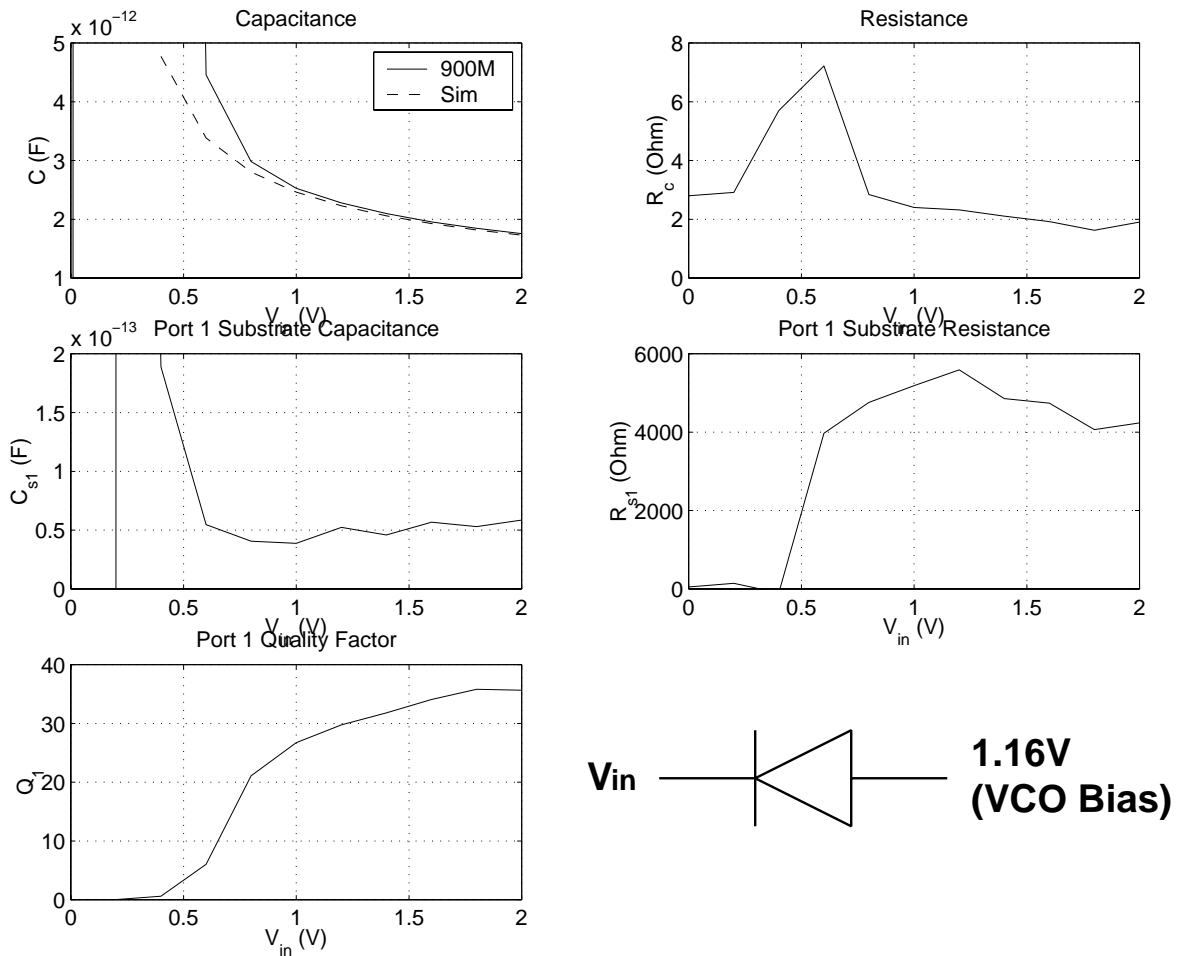 x 10⁻¹²
Capacitance
5
4
3
2
1
C (F)
900M
Sim
0
0.5
1
1.5
2
V_in (V)
Resistance
8
6
4
2
0
R_c (Ohm)
0
0.5
1
1.5
2
V_in (V)
x 10⁻¹³
Port 1 Substrate Capacitance
2
1.5
1
0.5
0
C_s1 (F)
0
0.5
1
1.5
2
V_in (V)
Port 1 Substrate Resistance
6000
4000
2000
0
R_s1 (Ohm)
0
0.5
1
1.5
2
V_in (V)
Port 1 Quality Factor
40
30
20
10
0
Q_1
0
0.5
1
1.5
2
V_in (V)
Vin
1.16V
(VCO Bias)